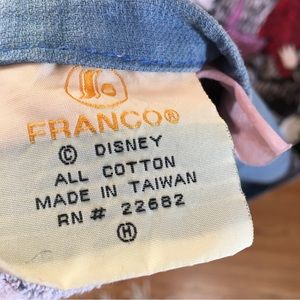 FRANCO®
© DISNEY
ALL COTTON
MADE IN TAIWAN
RN # 22682
H